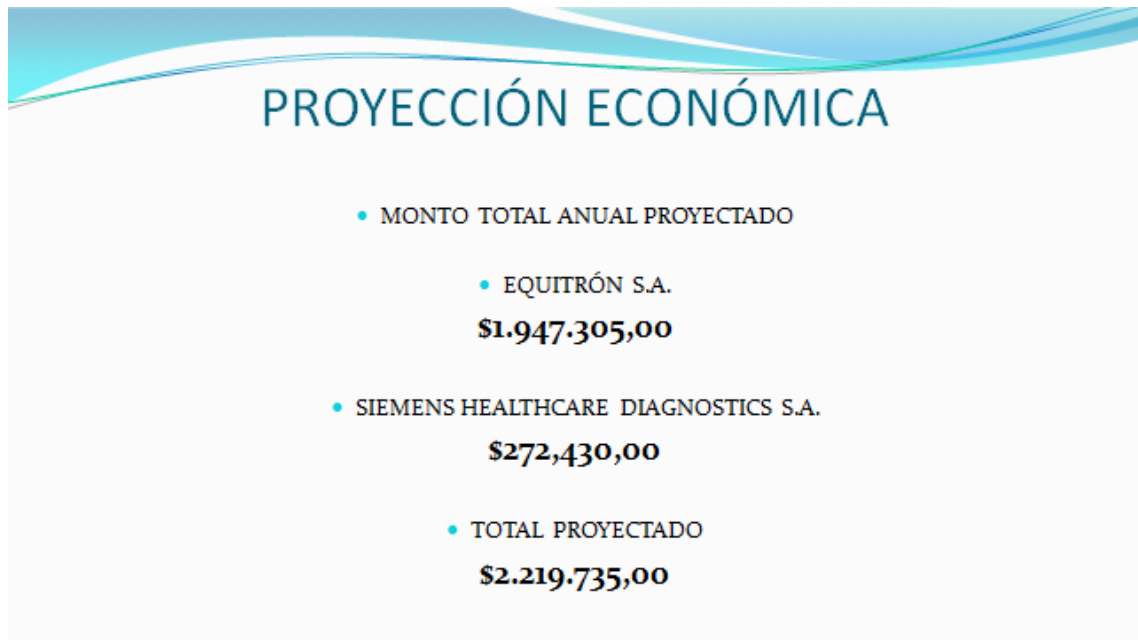 PROYECCIÓN ECONÓMICA
• MONTO TOTAL ANUAL PROYECTADO
• EQUITRÓN S.A.
$1.947.305,00
• SIEMENS HEALTHCARE DIAGNOSTICS S.A.
$272,430,00
• TOTAL PROYECTADO
$2.219.735,00